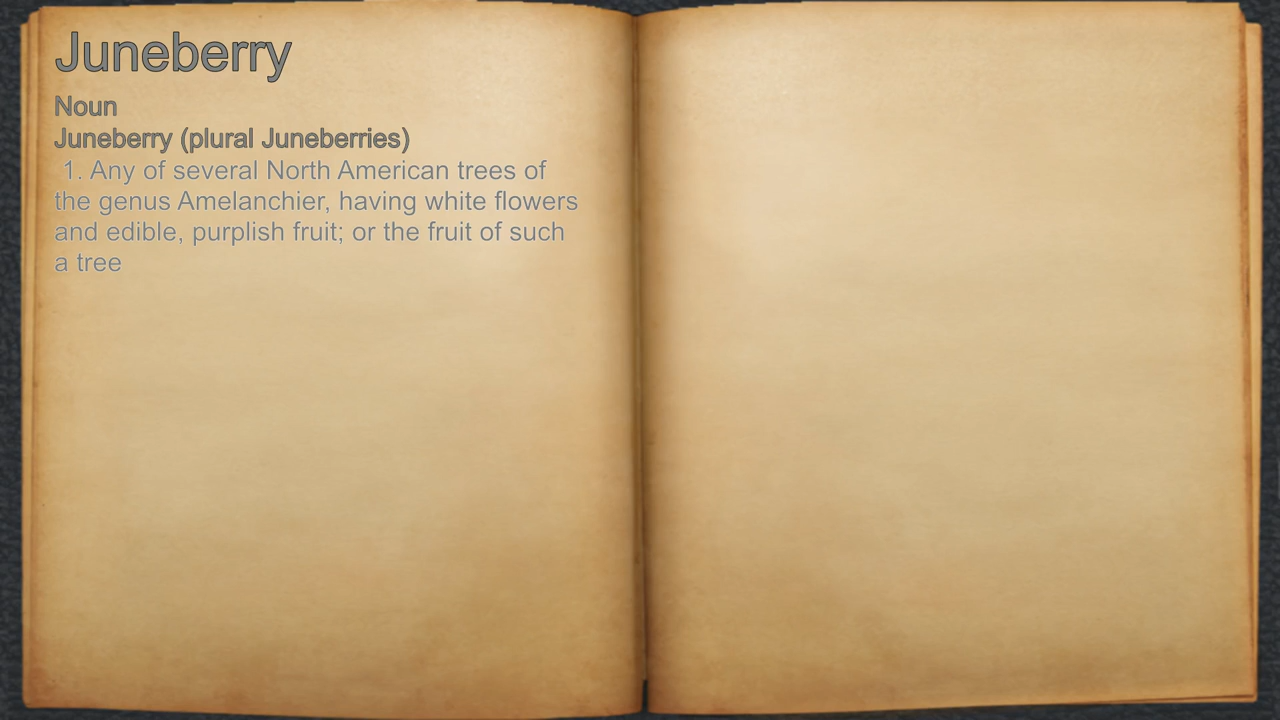 Juneberry
Noun
Juneberry (plural Juneberries)
1. Any of several North American trees of
the genus Amelanchier, having white flowers
and edible, purplish fruit; or the fruit of such
a tree